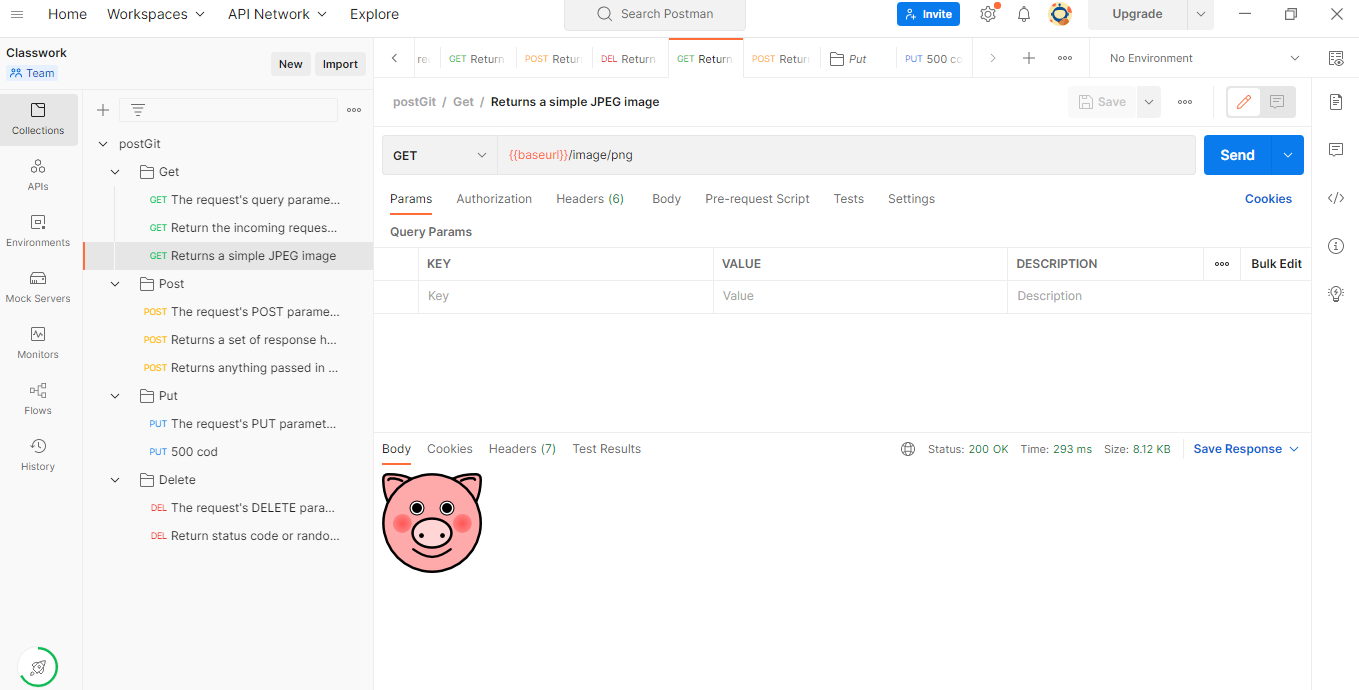 Home Workspaces API Network Explore Search Postman Invite Upgrade
Classwork
Team
New Import
GET Return POST Retur DEL Return GET Return POST Retur Put PUT 500 co No Environment
Collections
APIs
Environments
Mock Servers
Monitors
Flows
History
postGit
Get
GET The request's query parame...
GET Return the incoming reques...
GET Returns a simple JPEG image
Post
POST The request's POST parame...
POST Returns a set of response h...
POST Returns anything passed in ...
Put
PUT The request's PUT paramet...
PUT 500 cod
Delete
DEL The request's DELETE para...
DEL Return status code or rando...
postGit / Get / Returns a simple JPEG image Save
GET {{baseurl}}/image/png Send
Params Authorization Headers (6) Body Pre-request Script Tests Settings Cookies
Query Params
KEY VALUE DESCRIPTION Bulk Edit
Key Value Description
Body Cookies Headers (7) Test Results Status: 200 OK Time: 293 ms Size: 8.12 KB Save Response